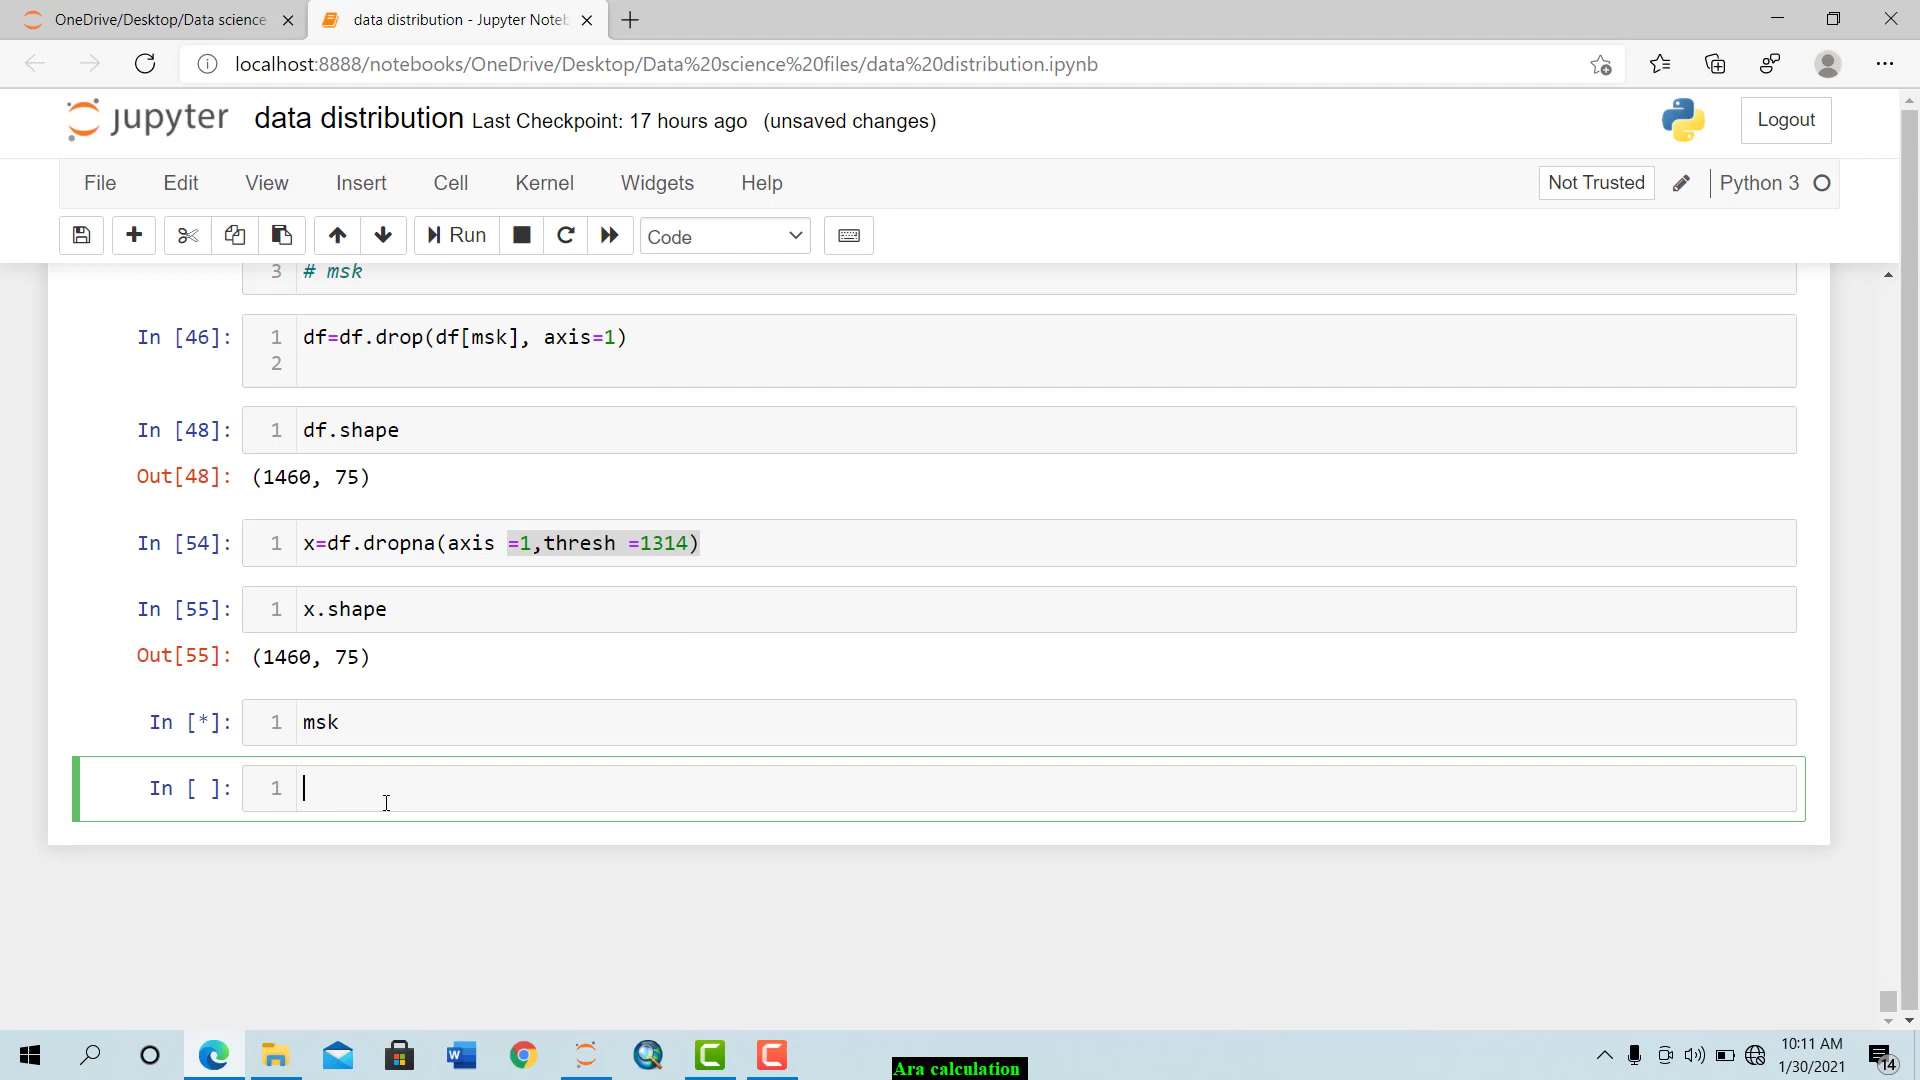 OneDrive/Desktop/Data science
data distribution - Jupyter Noteb
localhost:8888/notebooks/OneDrive/Desktop/Data%20science%20files/data%20distribution.ipynb
jupyter data distribution Last Checkpoint: 17 hours ago (unsaved changes)
Logout
File Edit View Insert Cell Kernel Widgets Help
Not Trusted
Python 3
Run
Code
3 # msk
In [46]: 1 df=df.drop(df[msk], axis=1)
2
In [48]: 1 df.shape
Out[48]: (1460, 75)
In [54]: 1 x=df.dropna(axis =1,thresh =1314)
In [55]: 1 x.shape
Out[55]: (1460, 75)
In [*]: 1 msk
In [ ]: 1
Ara calculation
10:11 AM
1/30/2021
14